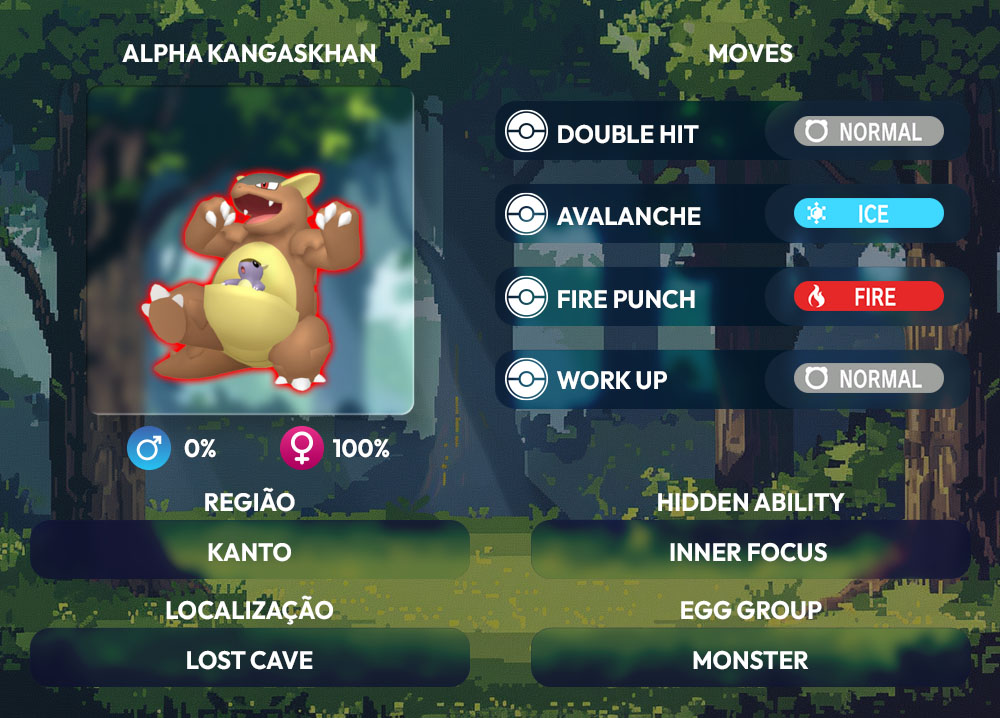 ALPHA KANGASKHAN
0%
100%
REGIÃO
KANTO
LOCALIZAÇÃO
LOST CAVE
MOVES
DOUBLE HIT NORMAL
AVALANCHE ICE
FIRE PUNCH FIRE
WORK UP NORMAL
HIDDEN ABILITY
INNER FOCUS
EGG GROUP
MONSTER